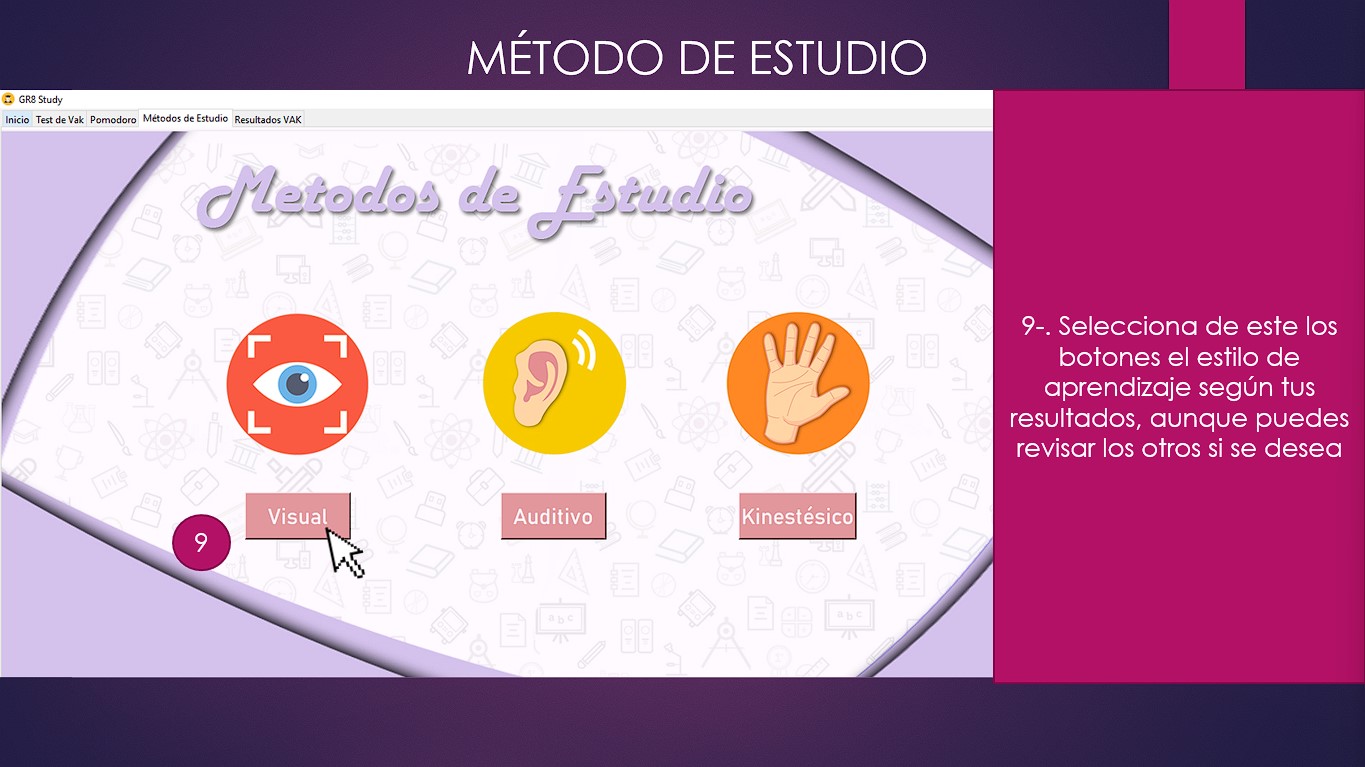 MÉTODO DE ESTUDIO
GR8 Study
Inicio Test de Vak Pomodoro Métodos de Estudio Resultados VAK
Metodos de Estudio
Visual Auditivo Kinestésico
9
9-. Selecciona de este los
botones el estilo de
aprendizaje según tus
resultados, aunque puedes
revisar los otros si se desea
abc
abc